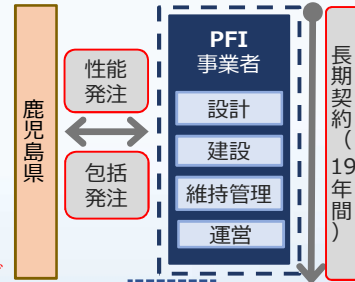 鹿児島県
性能
発注
包括
発注
PFI
事業者
設計
建設
維持管理
運営
長期契約（19年間）